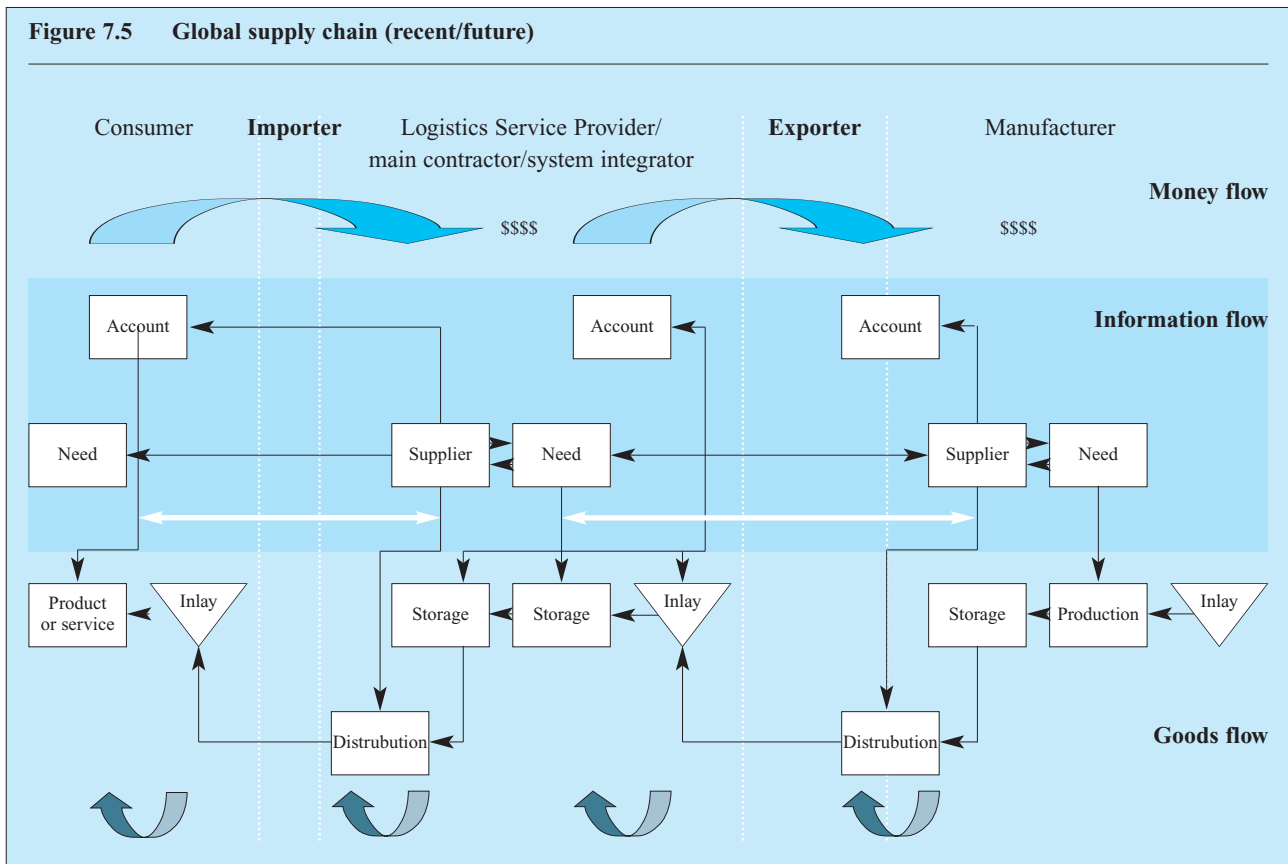 Figure 7.5 Global supply chain (recent/future)
Consumer
Importer
Logistics Service Provider/
main contractor/system integrator
Exporter
Manufacturer
Money flow
$$$$
$$$$
Account
Account
Account
Information flow
Need
Supplier
Need
Supplier
Need
Product
or service
Inlay
Storage
Storage
Inlay
Storage
Production
Inlay
Distrubution
Distrubution
Goods flow